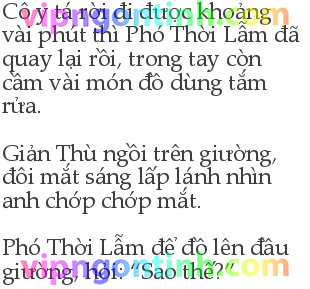 Cô y tá rời đi được khoảng
vài phút thì Phó Thời Lẫm đã
quay lại rồi, trong tay còn
cầm vài món đồ dùng tắm
rửa.
Giản Thù ngồi trên giường,
đôi mắt sáng lấp lánh nhìn
anh chớp chớp mắt.
Phó Thời Lẫm để đồ lên đầu
giường, hỏi: “Sao thế?“
vipngontinh.com
vipngontinh.com